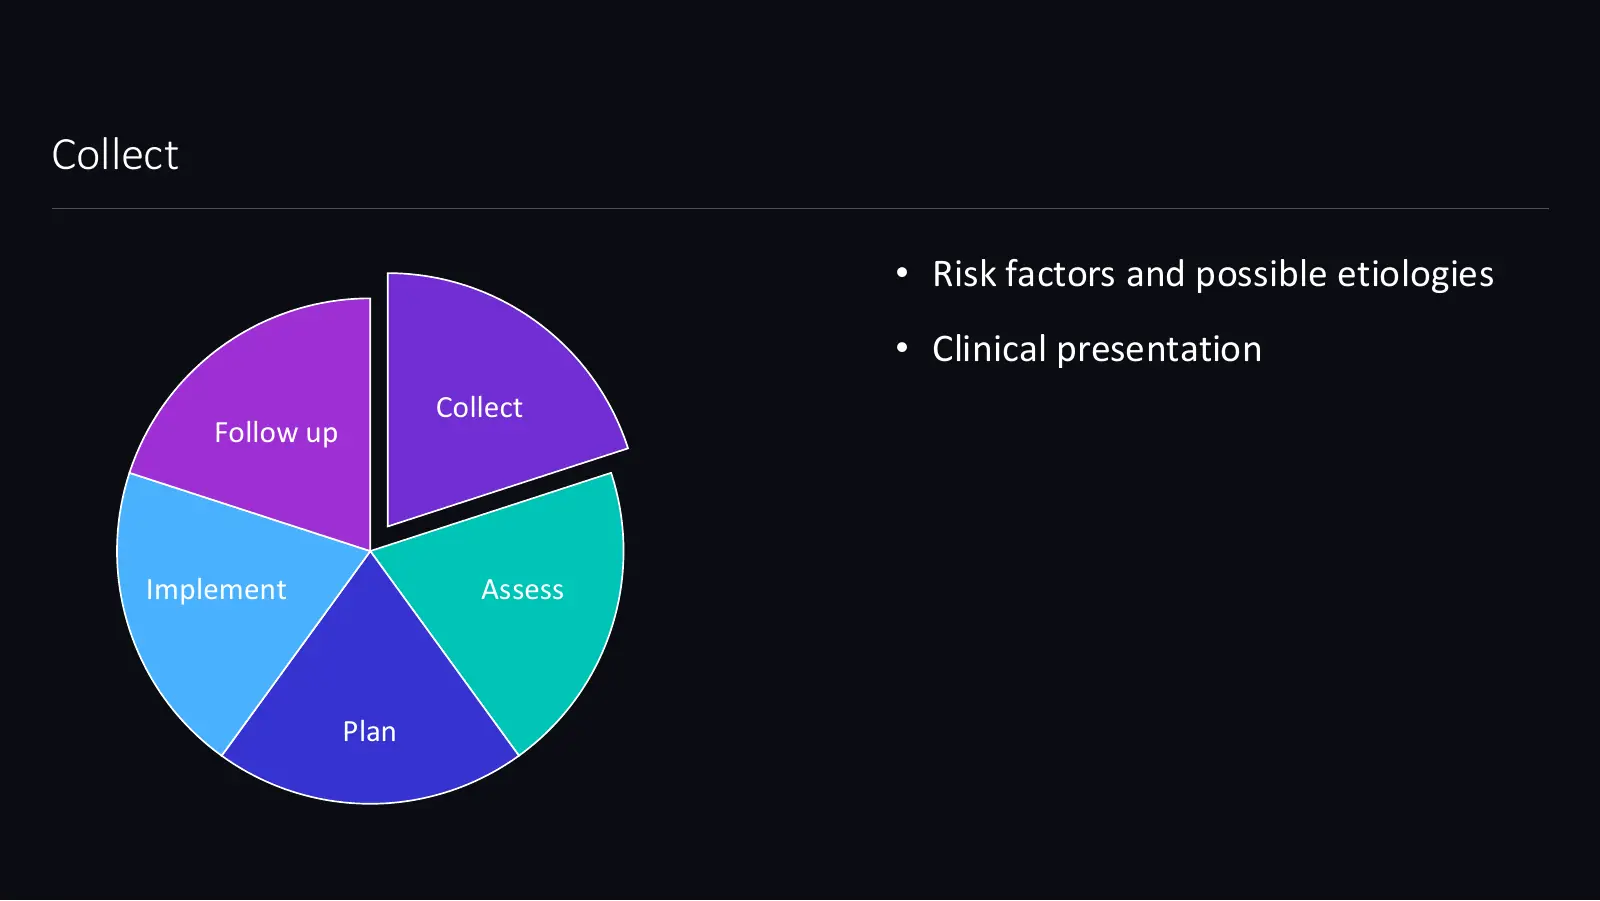 Collect
• Risk factors and possible etiologies
• Clinical presentation
Collect
Follow up
Implement
Assess
Plan